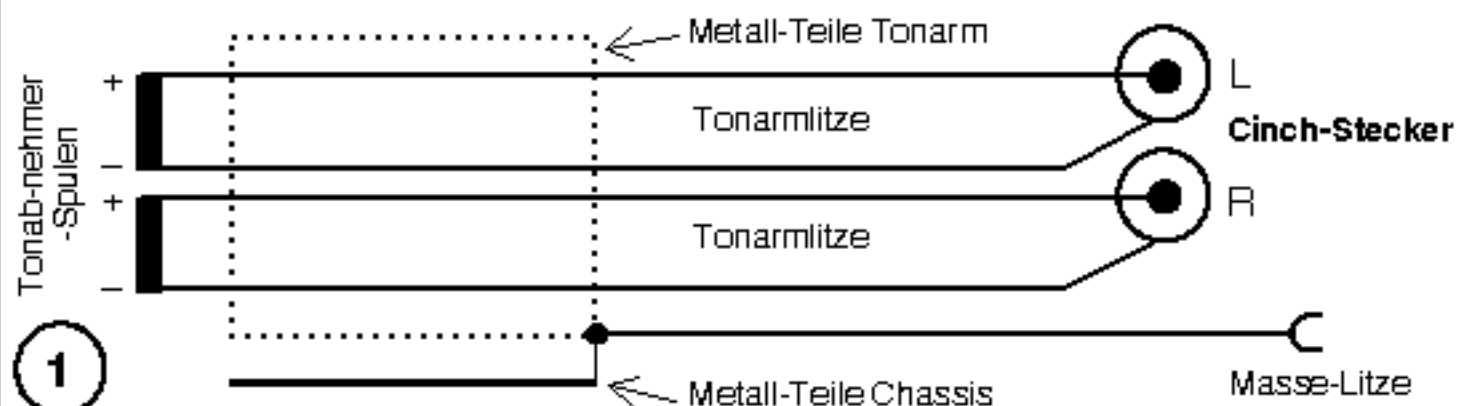 Metall-Teile Tonarm
Tonab-nehmer
-Spulen
+
Tonarmlitze
–
L
Cinch-Stecker
+
Tonarmlitze
–
R
1
Metall-Teile Chassis
Masse-Litze